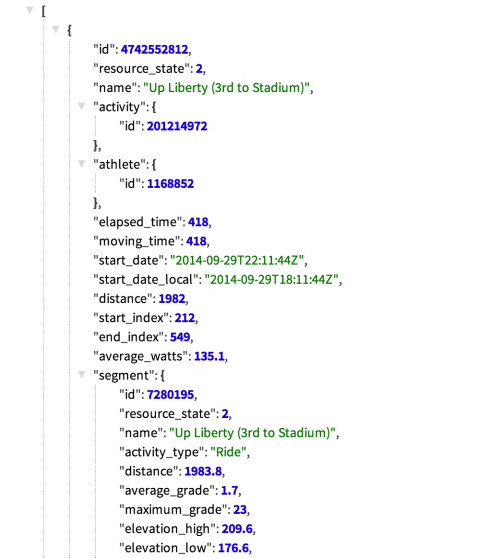 [
{
"id": 4742552812,
"resource_state": 2,
"name": "Up Liberty (3rd to Stadium)",
"activity": {
"id": 201214972
},
"athlete": {
"id": 1168852
},
"elapsed_time": 418,
"moving_time": 418,
"start_date": "2014-09-29T22:11:44Z",
"start_date_local": "2014-09-29T18:11:44Z",
"distance": 1982,
"start_index": 212,
"end_index": 549,
"average_watts": 135.1,
"segment": {
"id": 7280195,
"resource_state": 2,
"name": "Up Liberty (3rd to Stadium)",
"activity_type": "Ride",
"distance": 1983.8,
"average_grade": 1.7,
"maximum_grade": 23,
"elevation_high": 209.6,
"elevation_low": 176.6,